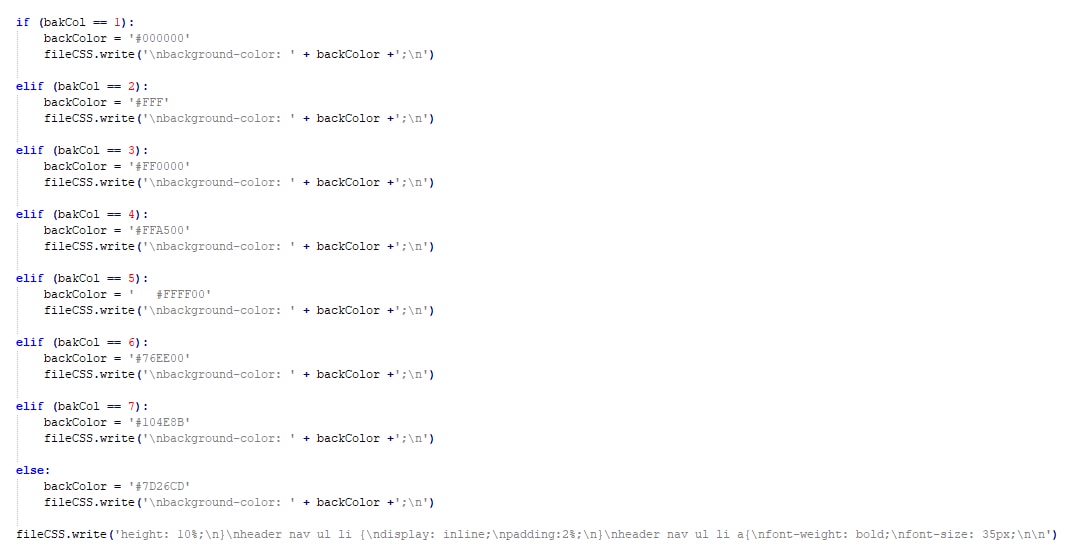 if (bakCol == 1):
    backColor = '#000000'
    fileCSS.write('\nbackground-color: ' + backColor +';\n')
elif (bakCol == 2):
    backColor = '#FFF'
    fileCSS.write('\nbackground-color: ' + backColor +';\n')
elif (bakCol == 3):
    backColor = '#FF0000'
    fileCSS.write('\nbackground-color: ' + backColor +';\n')
elif (bakCol == 4):
    backColor = '#FFA500'
    fileCSS.write('\nbackground-color: ' + backColor +';\n')
elif (bakCol == 5):
    backColor = '   #FFFF00'
    fileCSS.write('\nbackground-color: ' + backColor +';\n')
elif (bakCol == 6):
    backColor = '#76EE00'
    fileCSS.write('\nbackground-color: ' + backColor +';\n')
elif (bakCol == 7):
    backColor = '#104E8B'
    fileCSS.write('\nbackground-color: ' + backColor +';\n')
else:
    backColor = '#7D26CD'
    fileCSS.write('\nbackground-color: ' + backColor +';\n')
fileCSS.write('height: 10%;\n}\nheader nav ul li {\ndisplay: inline;\npadding:2%;\n}\nheader nav ul li a{\nfont-weight: bold;\nfont-size: 35px;\n\n')